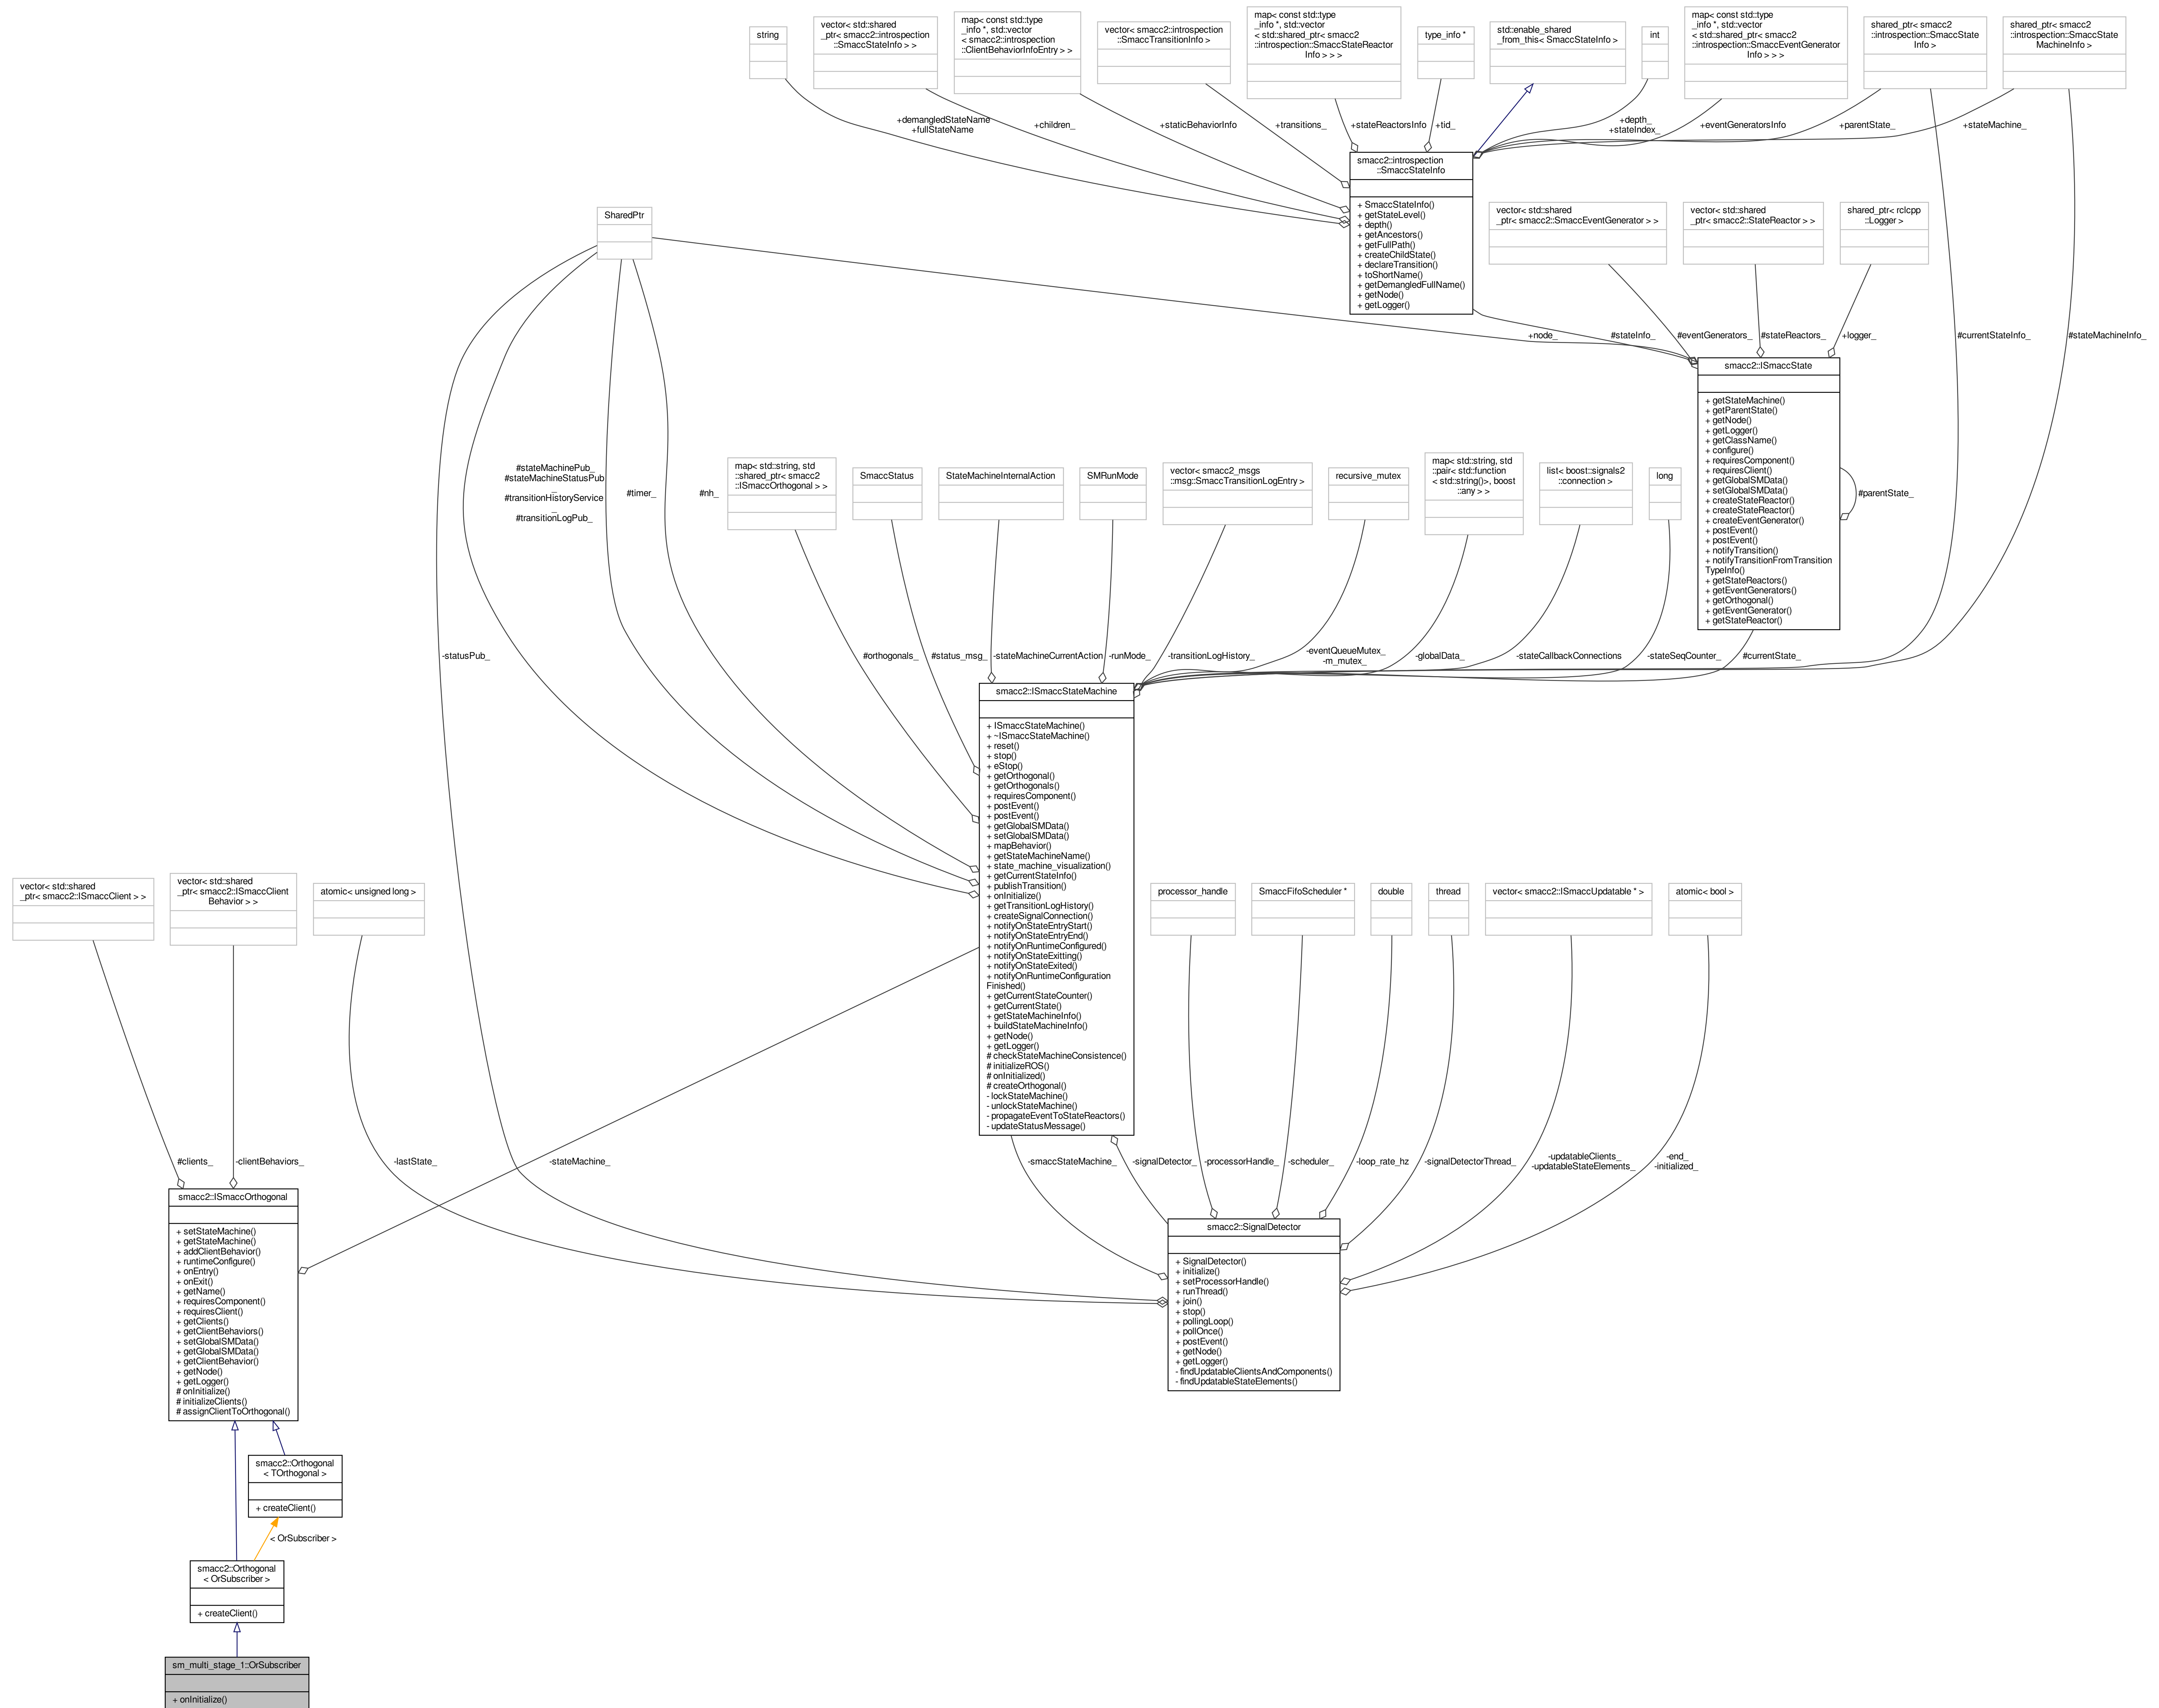 string
vector< std::shared
_ptr< smacc2::introspection
::SmaccStateInfo > >
map< const std::type
_info *, std::vector
< smacc2::introspection
::ClientBehaviorInfoEntry > >
vector< smacc2::introspection
::SmaccTransitionInfo >
map< const std::type
_info *, std::vector
< std::shared_ptr< smacc2
::introspection::SmaccStateReactor
Info > > >
type_info *
std::enable_shared
_from_this< SmaccStateInfo >
int
map< const std::type
_info *, std::vector
< std::shared_ptr< smacc2
::introspection::SmaccEventGenerator
Info > > >
shared_ptr< smacc2
::introspection::SmaccState
Info >
shared_ptr< smacc2
::introspection::SmaccState
MachineInfo >
+demangledStateName
+fullStateName
+children_
+staticBehaviorInfo
+transitions_
+stateReactorsInfo
+tid_
+depth_
+stateIndex_
+eventGeneratorsInfo
+parentState_
+stateMachine_
smacc2::introspection
::SmaccStateInfo
+ SmaccStateInfo()
+ getStateLevel()
+ depth()
+ getAncestors()
+ getFullPath()
+ createChildState()
+ declareTransition()
+ toShortName()
+ getDemangledFullName()
+ getNode()
+ getLogger()
SharedPtr
vector< std::shared
_ptr< smacc2::SmaccEventGenerator > >
vector< std::shared
_ptr< smacc2::StateReactor > >
shared_ptr< rclcpp
::Logger >
+node_
#stateInfo_
#eventGenerators_
#stateReactors_
+logger_
#currentStateInfo_
#stateMachineInfo_
smacc2::ISmaccState
+ getStateMachine()
+ getParentState()
+ getNode()
+ getLogger()
+ getClassName()
+ configure()
+ requiresComponent()
+ requiresClient()
+ getGlobalSMData()
+ setGlobalSMData()
+ createStateReactor()
+ createStateReactor()
+ createEventGenerator()
+ postEvent()
+ postEvent()
+ notifyTransition()
+ notifyTransitionFromTransition
TypeInfo()
+ getStateReactors()
+ getEventGenerators()
+ getOrthogonal()
+ getEventGenerator()
+ getStateReactor()
#parentState_
#stateMachinePub_
#stateMachineStatusPub
_
#transitionHistoryService
_
#transitionLogPub_
#timer_
#nh_
map< std::string, std
::shared_ptr< smacc2
::ISmaccOrthogonal > >
SmaccStatus
StateMachineInternalAction
SMRunMode
vector< smacc2_msgs
::msg::SmaccTransitionLogEntry >
recursive_mutex
map< std::string, std
::pair< std::function
< std::string()>, boost
::any > >
list< boost::signals2
::connection >
long
-statusPub_
#orthogonals_
#status_msg_
-stateMachineCurrentAction
-runMode_
-transitionLogHistory_
-eventQueueMutex_
-m_mutex_
-globalData_
-stateCallbackConnections
-stateSeqCounter_
#currentState_
smacc2::ISmaccStateMachine
+ ISmaccStateMachine()
+ ~ISmaccStateMachine()
+ reset()
+ stop()
+ eStop()
+ getOrthogonal()
+ getOrthogonals()
+ requiresComponent()
+ postEvent()
+ postEvent()
+ getGlobalSMData()
+ setGlobalSMData()
+ mapBehavior()
+ getStateMachineName()
+ state_machine_visualization()
+ getCurrentStateInfo()
+ publishTransition()
+ onInitialize()
+ getTransitionLogHistory()
+ createSignalConnection()
+ notifyOnStateEntryStart()
+ notifyOnStateEntryEnd()
+ notifyOnRuntimeConfigured()
+ notifyOnStateExitting()
+ notifyOnStateExited()
+ notifyOnRuntimeConfiguration
Finished()
+ getCurrentStateCounter()
+ getCurrentState()
+ getStateMachineInfo()
+ buildStateMachineInfo()
+ getNode()
+ getLogger()
# checkStateMachineConsistence()
# initializeROS()
# onInitialized()
# createOrthogonal()
- lockStateMachine()
- unlockStateMachine()
- propagateEventToStateReactors()
- updateStatusMessage()
vector< std::shared
_ptr< smacc2::ISmaccClient > >
vector< std::shared
_ptr< smacc2::ISmaccClient
Behavior > >
atomic< unsigned long >
processor_handle
SmaccFifoScheduler *
double
thread
vector< smacc2::ISmaccUpdatable * >
atomic< bool >
#clients_
-clientBehaviors_
-lastState_
-stateMachine_
-smaccStateMachine_
-signalDetector_
-processorHandle_
-scheduler_
-loop_rate_hz
-signalDetectorThread_
-updatableClients_
-updatableStateElements_
-end_
-initialized_
smacc2::ISmaccOrthogonal
+ setStateMachine()
+ getStateMachine()
+ addClientBehavior()
+ runtimeConfigure()
+ onEntry()
+ onExit()
+ getName()
+ requiresComponent()
+ requiresClient()
+ getClients()
+ getClientBehaviors()
+ setGlobalSMData()
+ getGlobalSMData()
+ getClientBehavior()
+ getNode()
+ getLogger()
# onInitialize()
# initializeClients()
# assignClientToOrthogonal()
smacc2::SignalDetector
+ SignalDetector()
+ initialize()
+ setProcessorHandle()
+ runThread()
+ join()
+ stop()
+ pollingLoop()
+ pollOnce()
+ postEvent()
+ getNode()
+ getLogger()
- findUpdatableClientsAndComponents()
- findUpdatableStateElements()
smacc2::Orthogonal
< TOrthogonal >
+ createClient()
< OrSubscriber >
smacc2::Orthogonal
< OrSubscriber >
+ createClient()
sm_multi_stage_1::OrSubscriber
+ onInitialize()